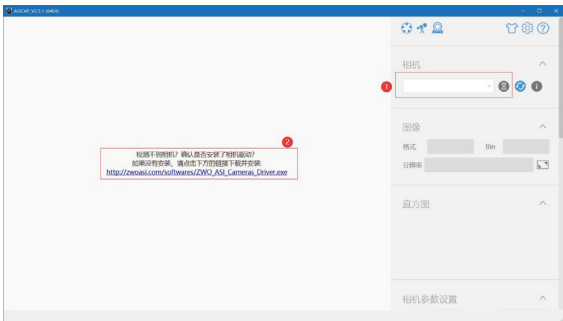 ASICAP_V2.5.1 (64bit)
相机
1
图像
格式
Bin
分辨率
直方图
相机参数设置
2
检测不到相机？确认是否安装了相机驱动？
如果没有安装，请点击下方的链接下载并安装:
http://zwoasi.com/softwares/ZWO_ASI_Cameras_Driver.exe